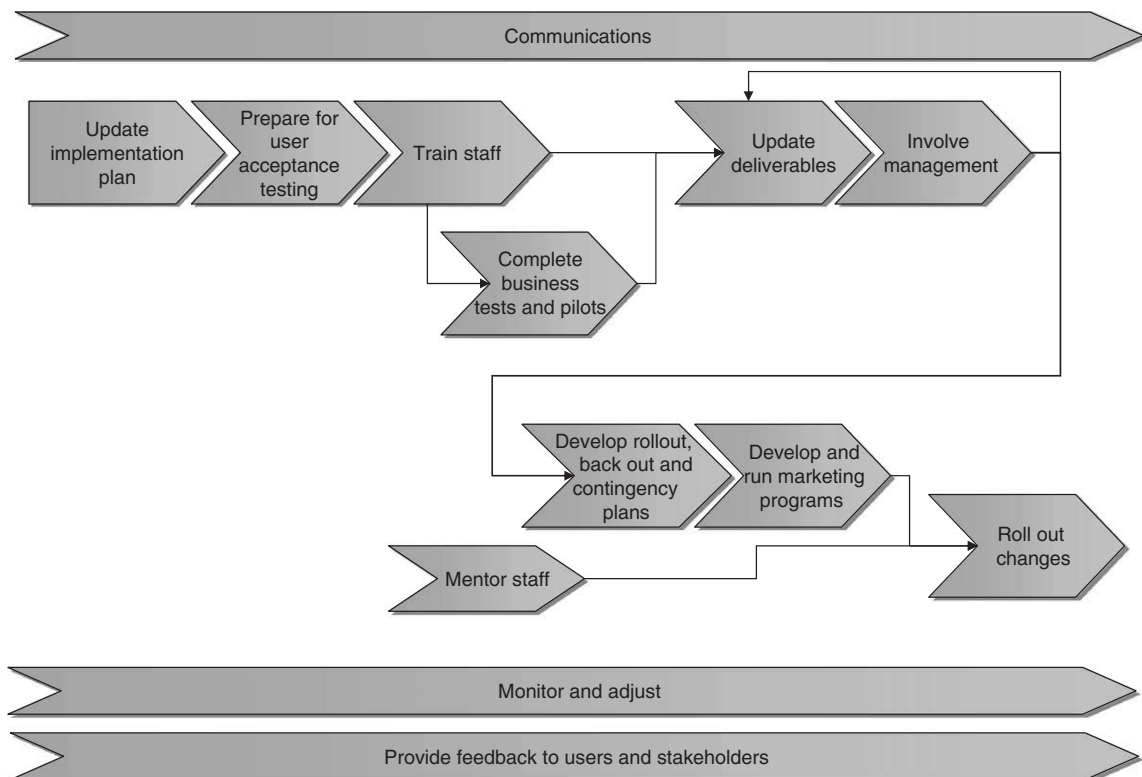 Communications
Update
implementation
plan
Prepare for
user
acceptance
testing
Train staff
Update
deliverables
Involve
management
Complete
business
tests and pilots
Develop rollout,
back out and
contingency
plans
Develop and
run marketing
programs
Roll out
changes
Mentor staff
Monitor and adjust
Provide feedback to users and stakeholders